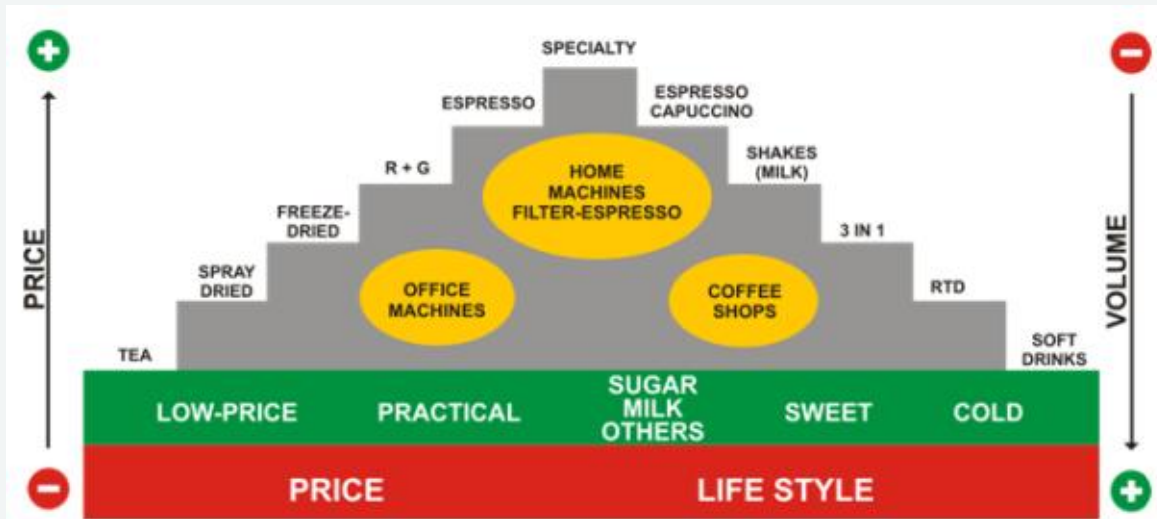 SPECIALTY
ESPRESSO
ESPRESSO
CAPUCCINO
R + G
SHAKES
(MILK)
HOME
MACHINES
FILTER-ESPRESSO
FREEZE-
DRIED
3 IN 1
SPRAY
DRIED
OFFICE
MACHINES
COFFEE
SHOPS
RTD
TEA
SOFT
DRINKS
PRICE
VOLUME
LOW-PRICE
PRACTICAL
SUGAR
MILK
OTHERS
SWEET
COLD
PRICE
LIFE STYLE